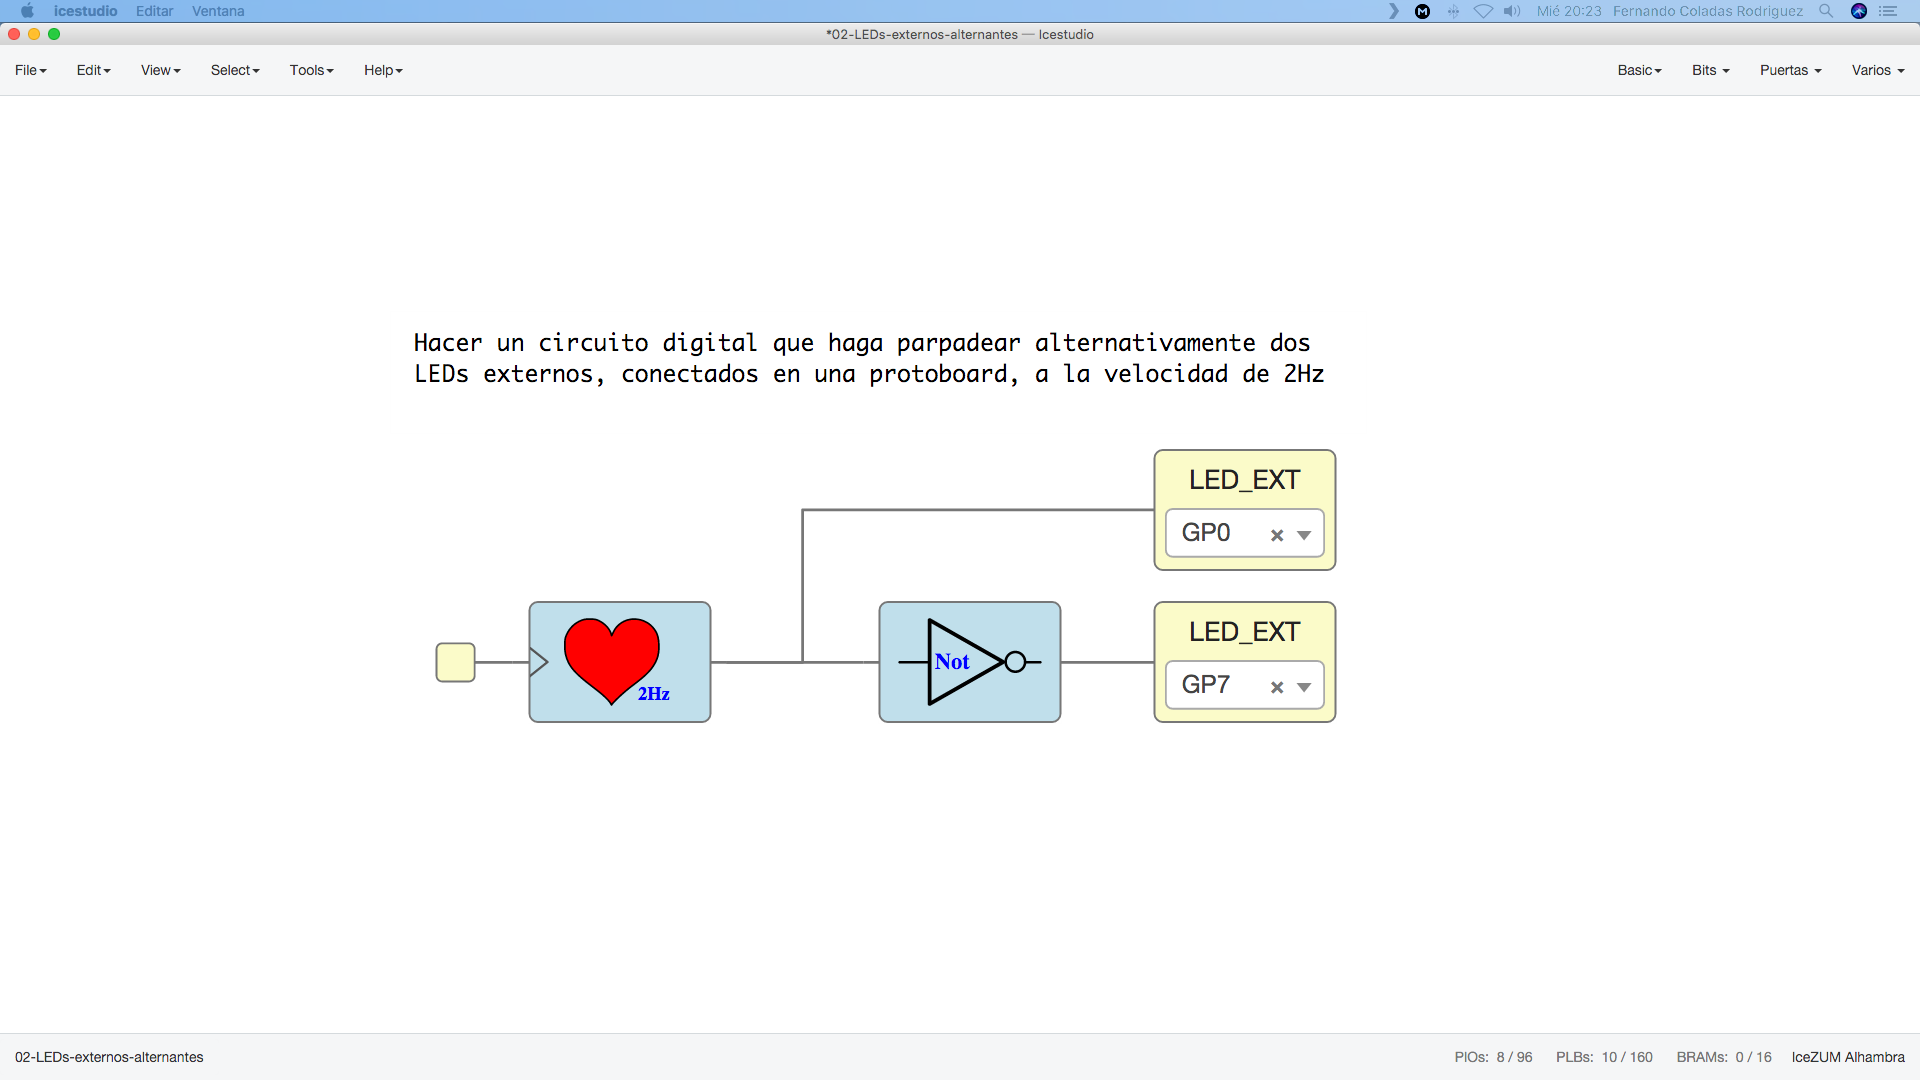 icestudio Editar Ventana Mié 20:23 Fernando Coladas Rodriguez
*02-LEDs-externos-alternantes — Icestudio
File Edit View Select Tools Help Basic Bits Puertas Varios
Hacer un circuito digital que haga parpadear alternativamente dos
LEDs externos, conectados en una protoboard, a la velocidad de 2Hz
LED_EXT
GP0
2Hz
Not
LED_EXT
GP7
02-LEDs-externos-alternantes PIOs: 8 / 96 PLBs: 10 / 160 BRAMs: 0 / 16 IceZUM Alhambra